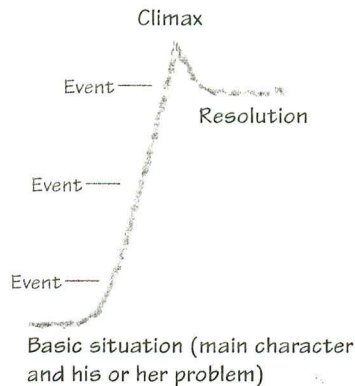 Climax
Event
Resolution
Event
Event
Basic situation (main character
and his or her problem)